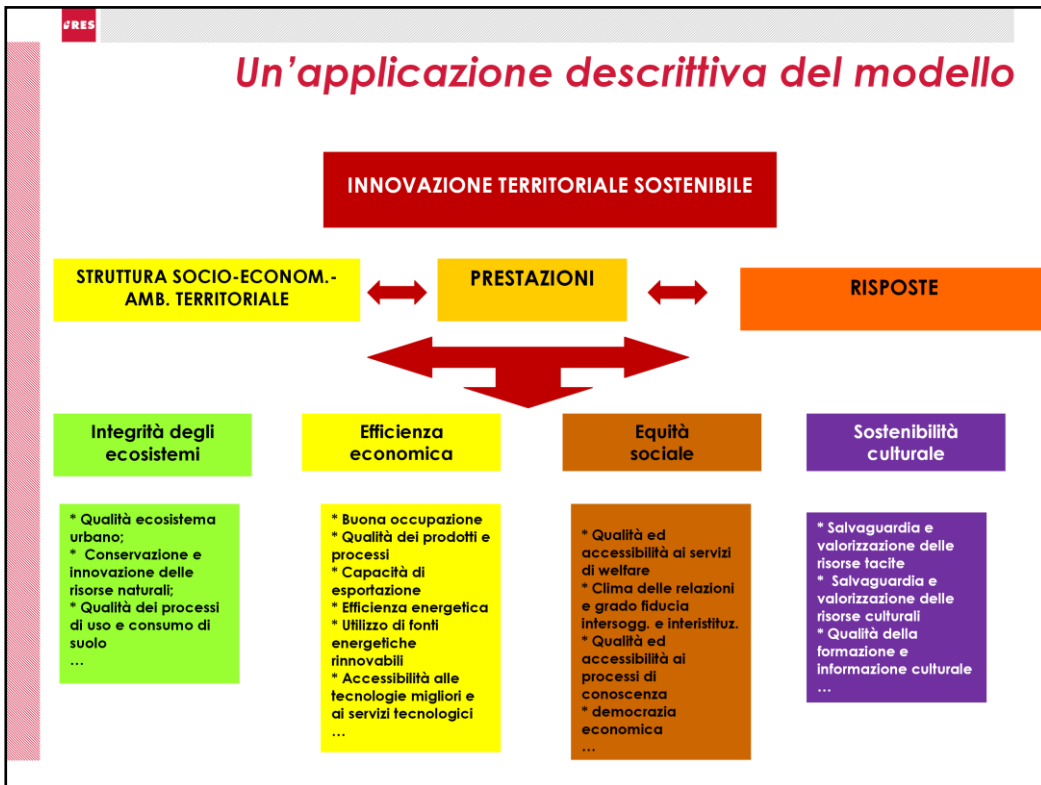 IRES
Un'applicazione descrittiva del modello
INNOVAZIONE TERRITORIALE SOSTENIBILE
STRUTTURA SOCIO-ECONOM.-
AMB. TERRITORIALE
PRESTAZIONI
RISPOSTE
Integrità degli
ecosistemi
Efficienza
economica
Equità
sociale
Sostenibilità
culturale
* Qualità ecosistema
urbano;
* Conservazione e
innovazione delle
risorse naturali;
* Qualità dei processi
di uso e consumo di
suolo
…
* Buona occupazione
* Qualità dei prodotti e
processi
* Capacità di
esportazione
* Efficienza energetica
* Utilizzo di fonti
energetiche
rinnovabili
* Accessibilità alle
tecnologie migliori e
ai servizi tecnologici
…
* Qualità ed
accessibilità ai servizi
di welfare
* Clima delle relazioni
e grado fiducia
intersogg. e interistituz.
* Qualità ed
accessibilità ai
processi di
conoscenza
* democrazia
economica
…
* Salvaguardia e
valorizzazione delle
risorse tacite
* Salvaguardia e
valorizzazione delle
risorse culturali
* Qualità della
formazione e
informazione culturale
…